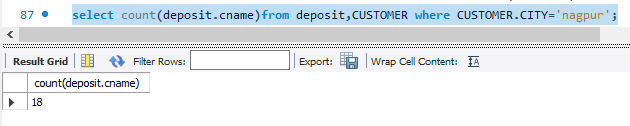 87 select count(deposit.cname)from deposit,CUSTOMER where CUSTOMER.CITY='nagpur';
Result Grid Filter Rows: Export: Wrap Cell Content: IA
count(deposit.cname)
18